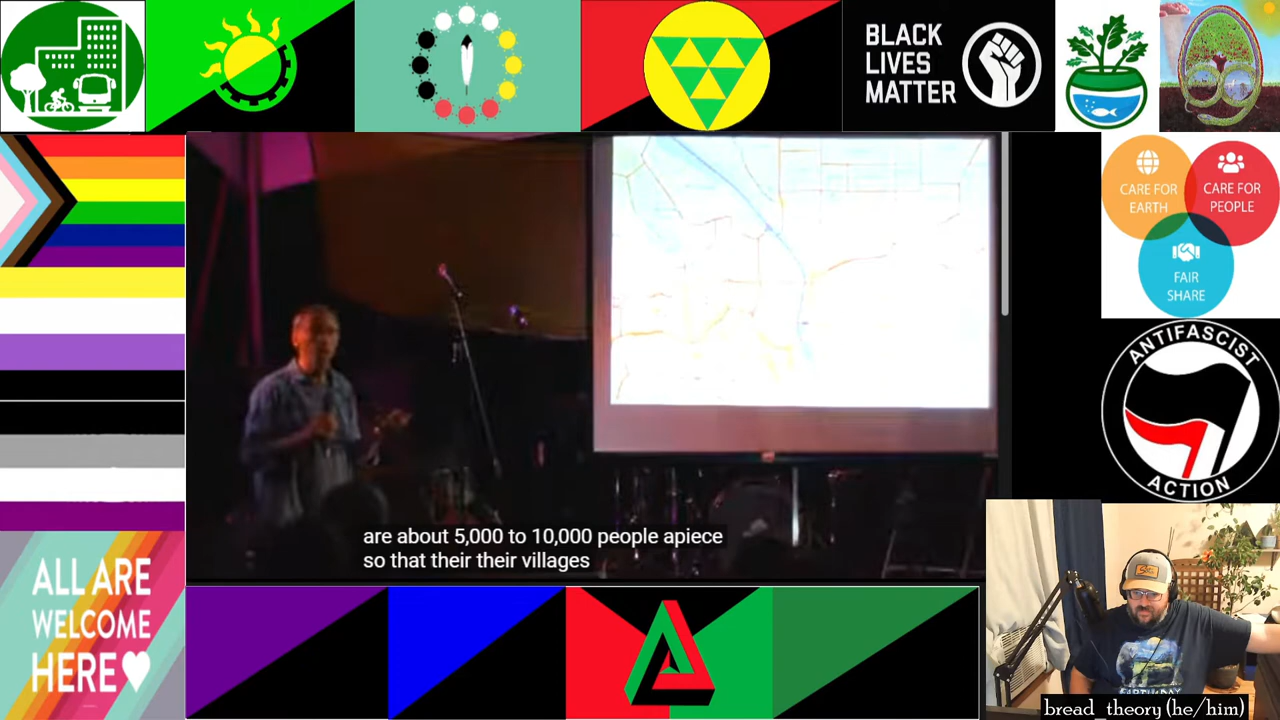 BLACK
LIVES
MATTER
CARE FOR
EARTH
CARE FOR
PEOPLE
FAIR
SHARE
ANTIFASCIST
ACTION
are about 5,000 to 10,000 people apiece
so that their their villages
ALL ARE
WELCOME
HERE
bread_theory (he/him)